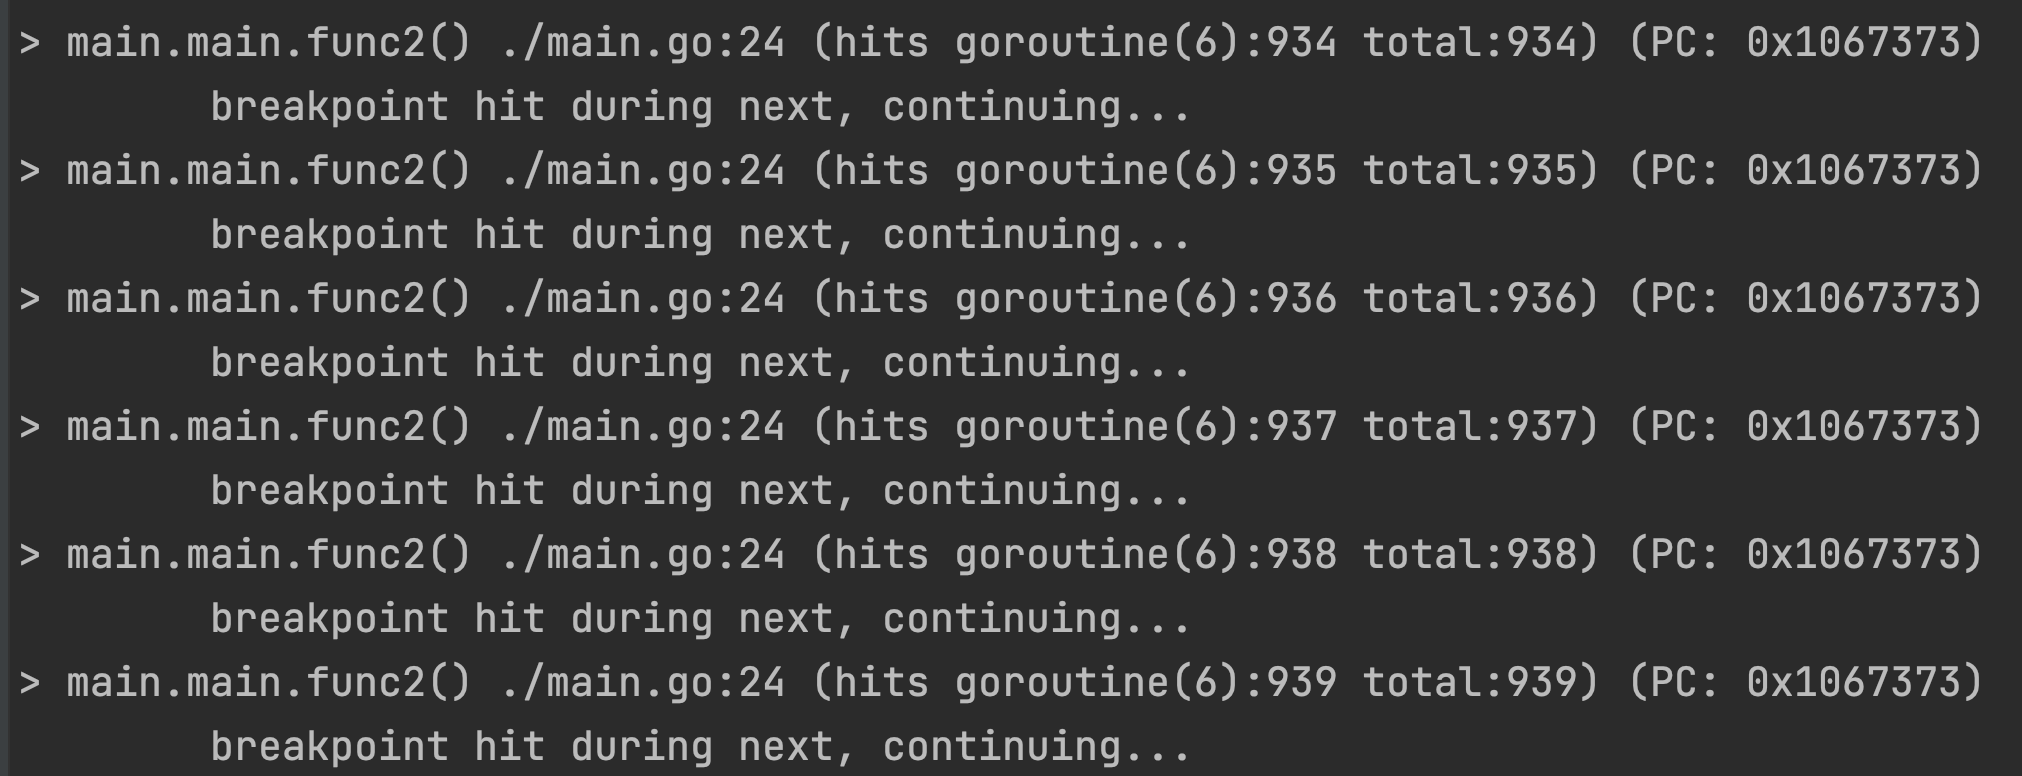 > main.main.func2() ./main.go:24 (hits goroutine(6):934 total:934) (PC: 0x1067373)
breakpoint hit during next, continuing...
> main.main.func2() ./main.go:24 (hits goroutine(6):935 total:935) (PC: 0x1067373)
breakpoint hit during next, continuing...
> main.main.func2() ./main.go:24 (hits goroutine(6):936 total:936) (PC: 0x1067373)
breakpoint hit during next, continuing...
> main.main.func2() ./main.go:24 (hits goroutine(6):937 total:937) (PC: 0x1067373)
breakpoint hit during next, continuing...
> main.main.func2() ./main.go:24 (hits goroutine(6):938 total:938) (PC: 0x1067373)
breakpoint hit during next, continuing...
> main.main.func2() ./main.go:24 (hits goroutine(6):939 total:939) (PC: 0x1067373)
breakpoint hit during next, continuing...